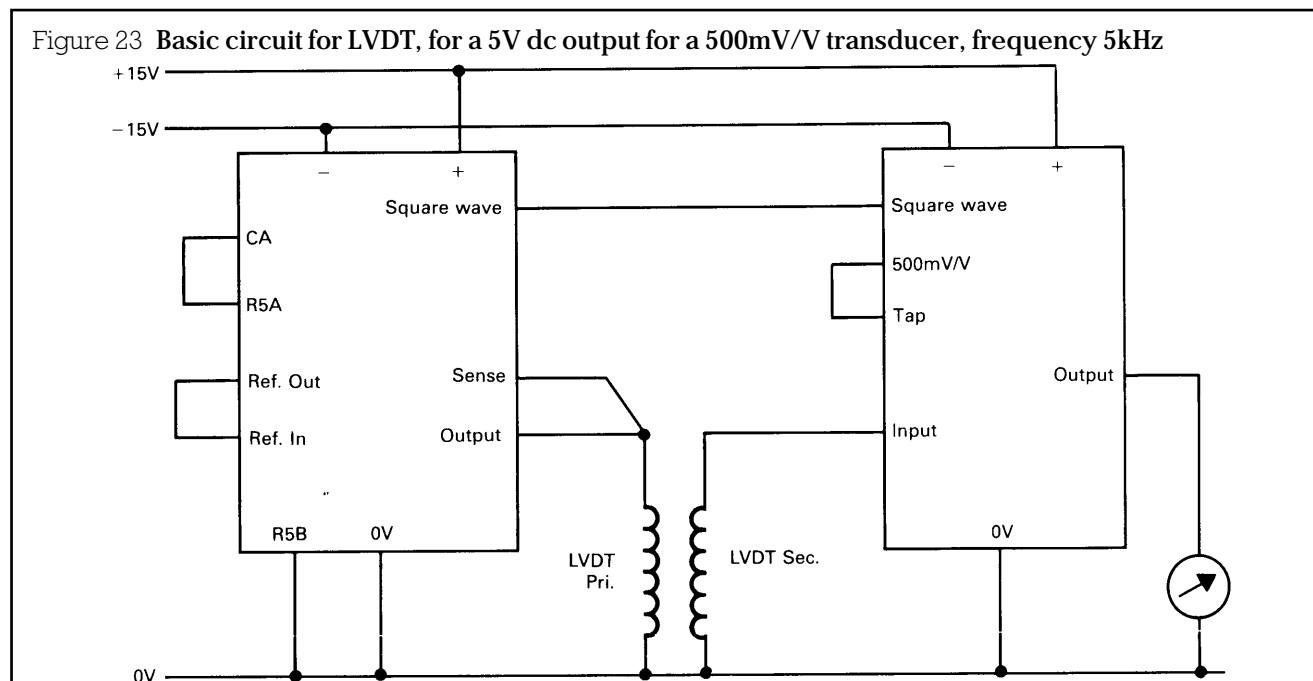 Figure 23 Basic circuit for LVDT, for a 5V dc output for a 500mV/V transducer, frequency 5kHz
+15V
−15V
− +
Square wave
CA
R5A
Ref. Out
Sense
Ref. In
Output
R5B 0V
LVDT
Pri.
LVDT Sec.
− +
Square wave
500mV/V
Tap
Output
Input
0V
0V